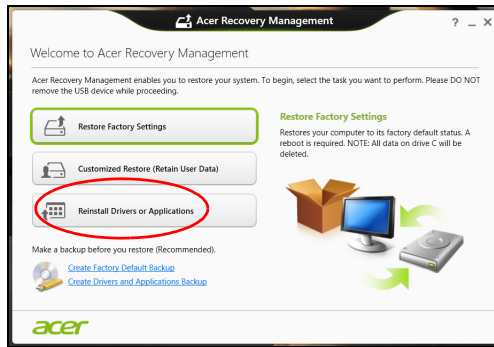 Acer Recovery Management
? _ X
Welcome to Acer Recovery Management
Acer Recovery Management enables you to restore your system. To begin, select the task you want to perform. Please DO NOT
remove the USB device while proceeding.
Restore Factory Settings
Customized Restore (Retain User Data)
Reinstall Drivers or Applications
Make a backup before you restore (Recommended).
Create Factory Default Backup
Create Drivers and Applications Backup
Restore Factory Settings
Restores your computer to its factory default status. A
reboot is required. NOTE: All data on drive C will be
deleted.
acer